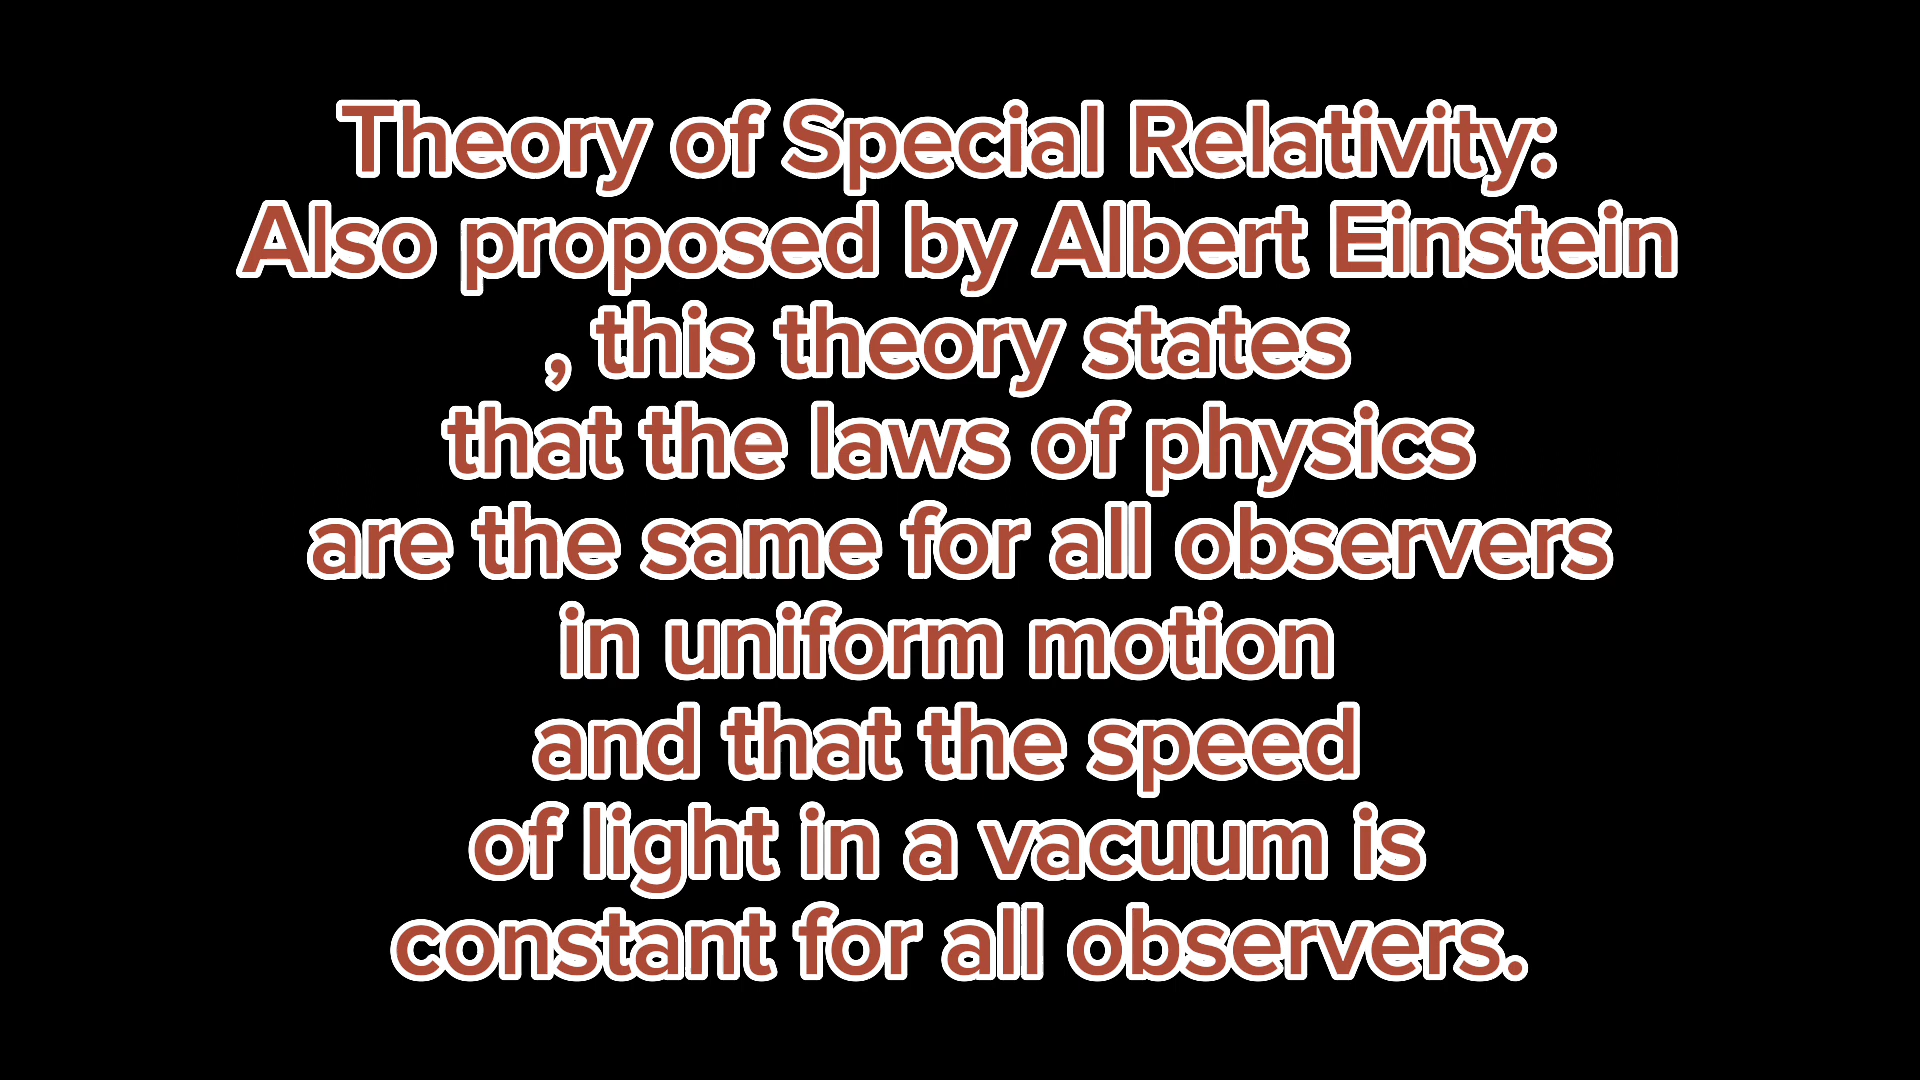 Theory of Special Relativity:
Also proposed by Albert Einstein
, this theory states
that the laws of physics
are the same for all observers
in uniform motion
and that the speed
of light in a vacuum is
constant for all observers.